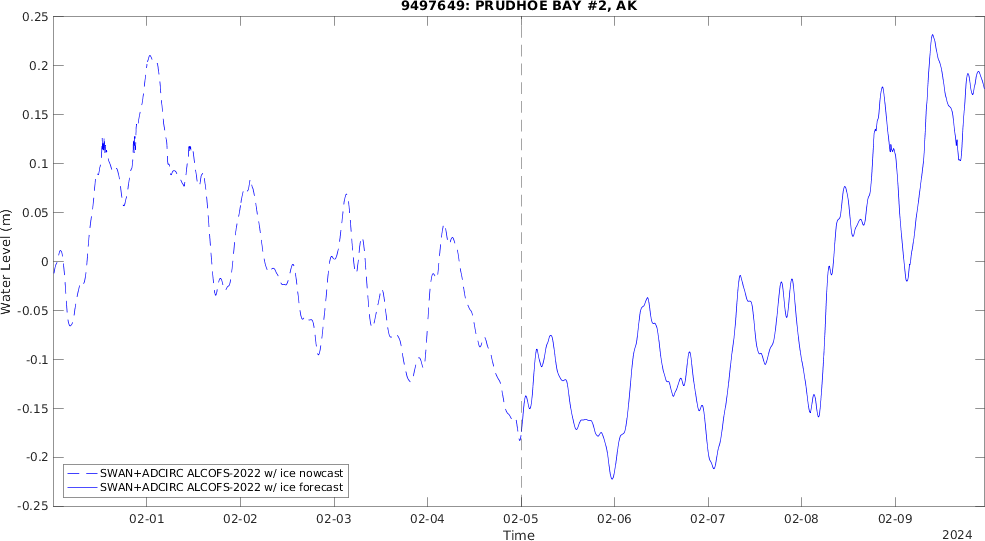 9497649: PRUDHOE BAY #2, AK
0.25
0.2
0.15
0.1
0.05
0
-0.05
-0.1
-0.15
-0.2
-0.25
Water Level (m)
SWAN+ADCIRC ALCOFS-2022 w/ ice nowcast
SWAN+ADCIRC ALCOFS-2022 w/ ice forecast
02-01 02-02 02-03 02-04 02-05 02-06 02-07 02-08 02-09
Time
2024